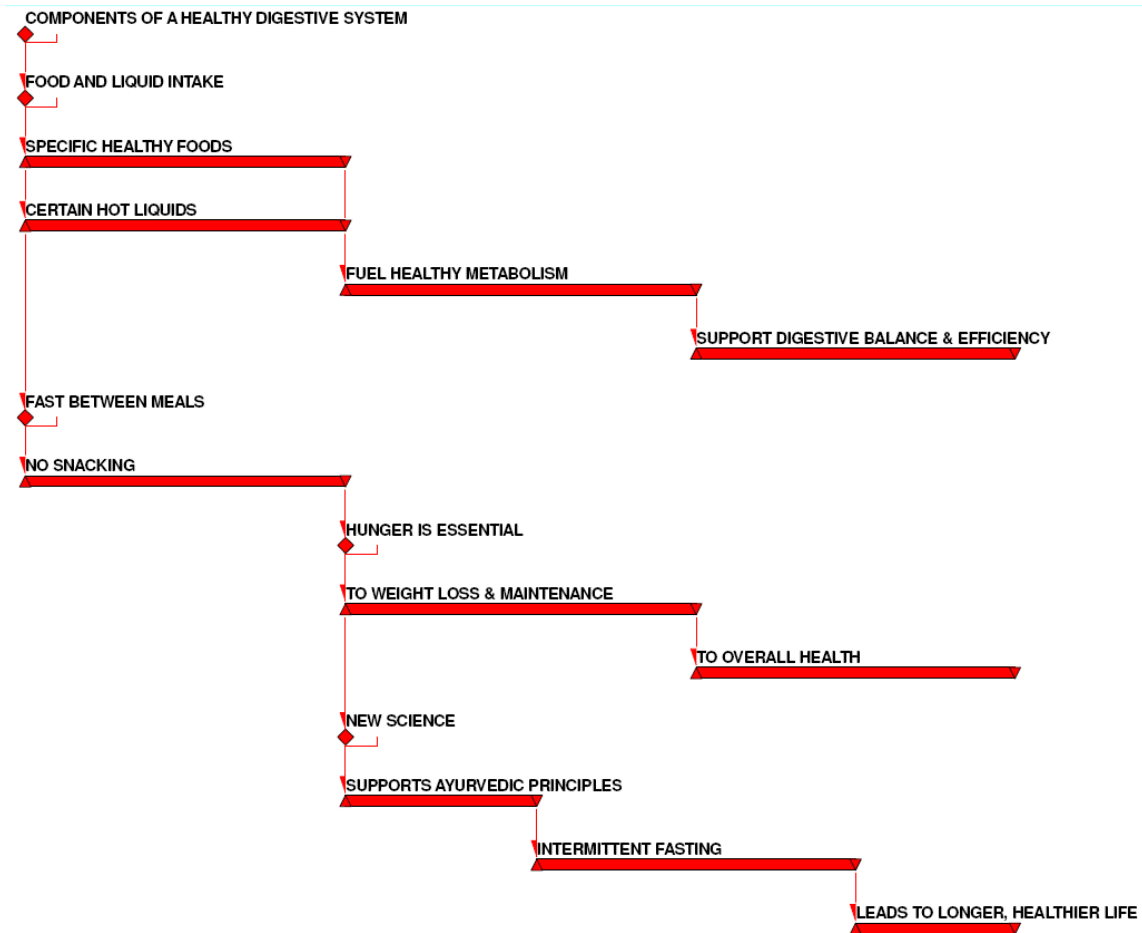 COMPONENTS OF A HEALTHY DIGESTIVE SYSTEM
FOOD AND LIQUID INTAKE
SPECIFIC HEALTHY FOODS
CERTAIN HOT LIQUIDS
FUEL HEALTHY METABOLISM
SUPPORT DIGESTIVE BALANCE & EFFICIENCY
FAST BETWEEN MEALS
NO SNACKING
HUNGER IS ESSENTIAL
TO WEIGHT LOSS & MAINTENANCE
TO OVERALL HEALTH
NEW SCIENCE
SUPPORTS AYURVEDIC PRINCIPLES
INTERMITTENT FASTING
LEADS TO LONGER, HEALTHIER LIFE